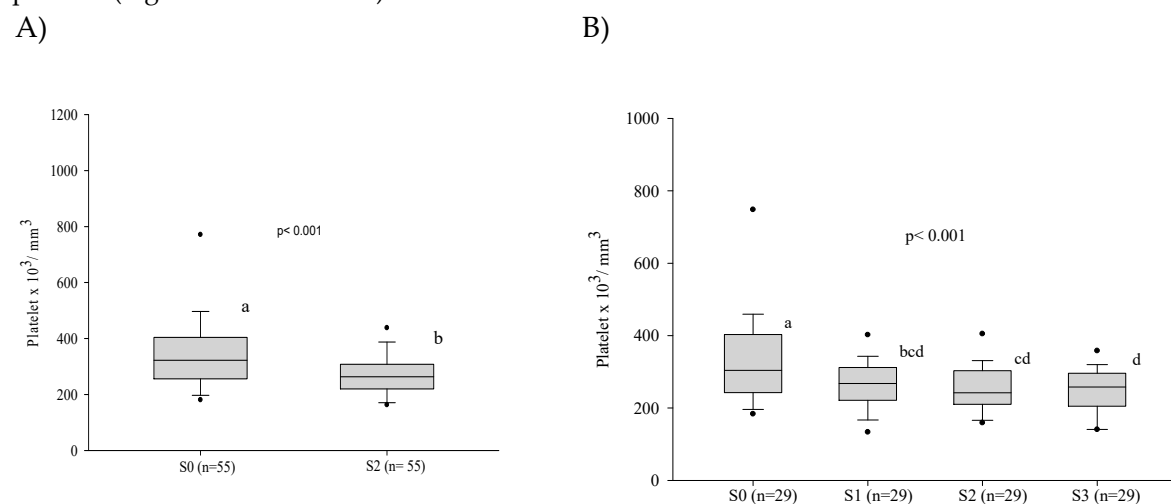 A)
B)
1200
1000
800
600
400
200
0
Platelet x 10³/ mm³
p< 0.001
a
b
S0 (n=55)
S2 (n= 55)
1000
800
600
400
200
0
Platelet x 10³/ mm³
p< 0.001
a
bcd
cd
d
S0 (n=29)
S1 (n=29)
S2 (n=29)
S3 (n=29)